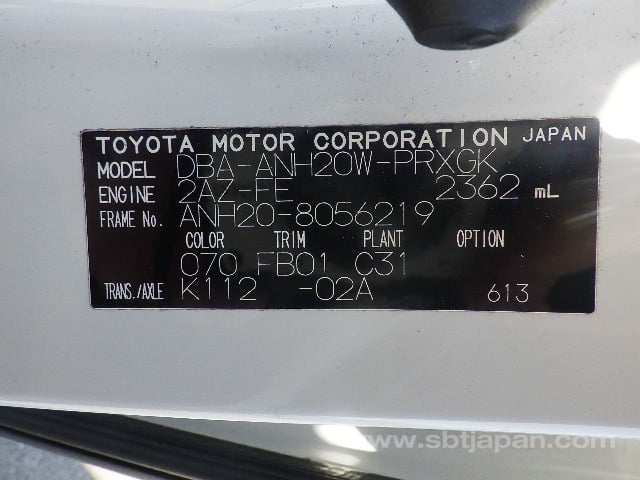 TOYOTA MOTOR CORPORATION JAPAN
MODEL DBA-ANH20W-PRXGK
ENGINE 2AZ-FE 2362 mL
FRAME No. ANH20-8056219
COLOR TRIM PLANT OPTION
070 FB01 C31
TRANS./AXLE K112 -02A 613
www.sbtjapan.com